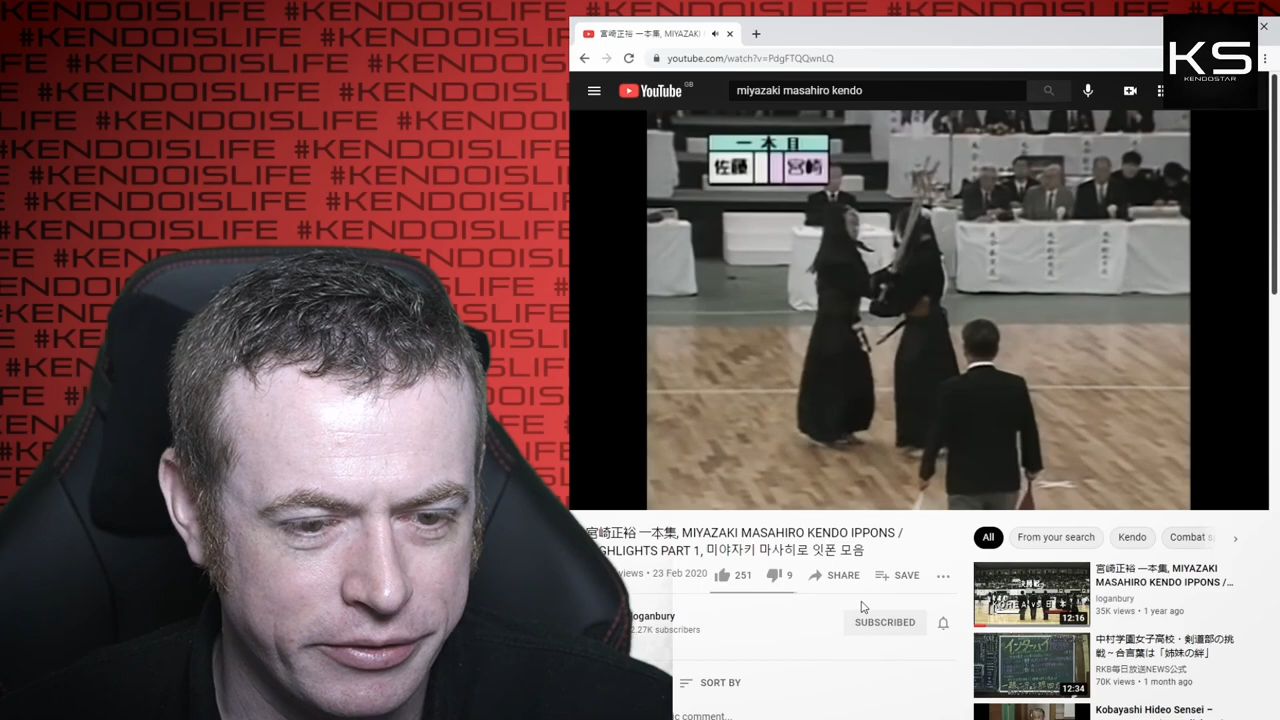 #KENDOISLIFE #KENDOISLIFE #KENDOISLIFE
宮崎正裕 一本集, MIYAZAKI
youtube.com/watch?v=PdgFTQQwnLQ
KS
KENDOSTAR
YouTube GB
miyazaki masahiro kendo
一本目
佐藤 宮崎
宮崎正裕 一本集, MIYAZAKI MASAHIRO KENDO IPPONS /
GHLIGHTS PART 1, 미야자키 마사히로 잇폰 모음
views • 23 Feb 2020
251
9
SHARE
SAVE
loganbury
2.27K subscribers
SUBSCRIBED
SORT BY
ic comment...
All
From your search
Kendo
Combat s
宮崎正裕 一本集, MIYAZAKI
MASAHIRO KENDO IPPONS /...
loganbury
35K views • 1 year ago
12:16
中村学園女子高校・剣道部の挑
戦～合言葉は「姉妹の絆」
RKB毎日放送NEWS公式
70K views • 1 month ago
12:34
Kobayashi Hideo Sensei –